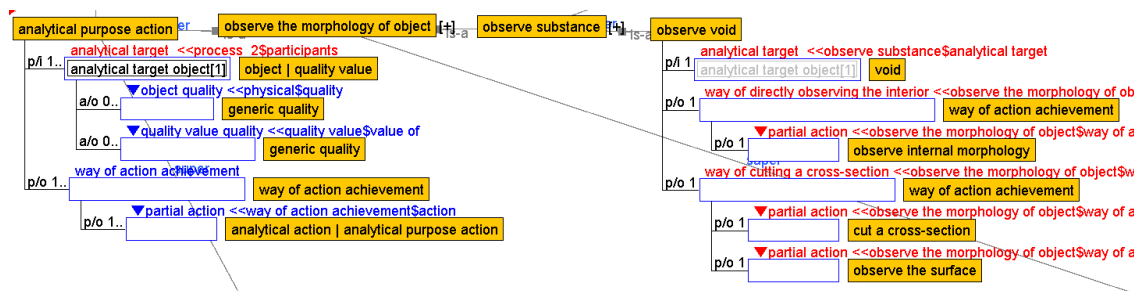 analytical purpose action
observe the morphology of object
[+]
is-a
observe substance
[+]
is-a
observe void
analytical target <<process_2$participants
p/i 1..
analytical target object[1]
object | quality value
object quality <<physical$quality
a/o 0..
generic quality
quality value quality <<quality value$value of
a/o 0..
generic quality
super
way of action achievement
p/o 1..
way of action achievement
partial action <<way of action achievement$action
p/o 1..
analytical action | analytical purpose action
analytical target <<observe substance$analytical target
p/i 1
analytical target object[1]
void
way of directly observing the interior <<observe the morphology of ob
p/o 1
way of action achievement
partial action <<observe the morphology of object$way of a
p/o 1
observe internal morphology
super
way of cutting a cross-section <<observe the morphology of object$w
p/o 1
way of action achievement
partial action <<observe the morphology of object$way of a
p/o 1
cut a cross-section
partial action <<observe the morphology of object$way of a
p/o 1
observe the surface